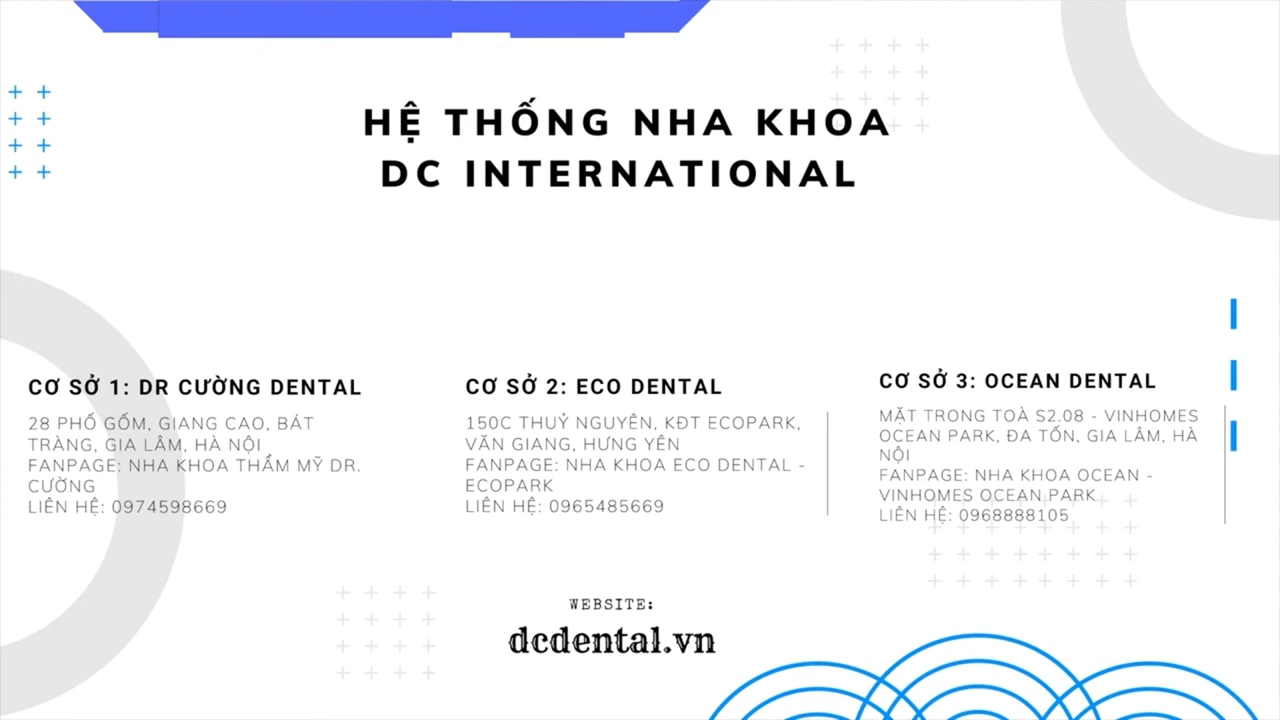 HỆ THỐNG NHA KHOA
DC INTERNATIONAL
CƠ SỞ 1: DR CƯỜNG DENTAL
28 PHỐ GỐM, GIANG CAO, BÁT
TRÀNG, GIA LÂM, HÀ NỘI
FANPAGE: NHA KHOA THẨM MỸ DR.
CƯỜNG
LIÊN HỆ: 0974598669
CƠ SỞ 2: ECO DENTAL
150C THUỶ NGUYÊN, KĐT ECOPARK,
VĂN GIANG, HƯNG YÊN
FANPAGE: NHA KHOA ECO DENTAL -
ECOPARK
LIÊN HỆ: 0965485669
CƠ SỞ 3: OCEAN DENTAL
MẶT TRONG TOÀ S2.08 - VINHOMES
OCEAN PARK, ĐA TỐN, GIA LÂM, HÀ
NỘI
FANPAGE: NHA KHOA OCEAN -
VINHOMES OCEAN PARK
LIÊN HỆ: 0968888105
WEBSITE:
dcdental.vn